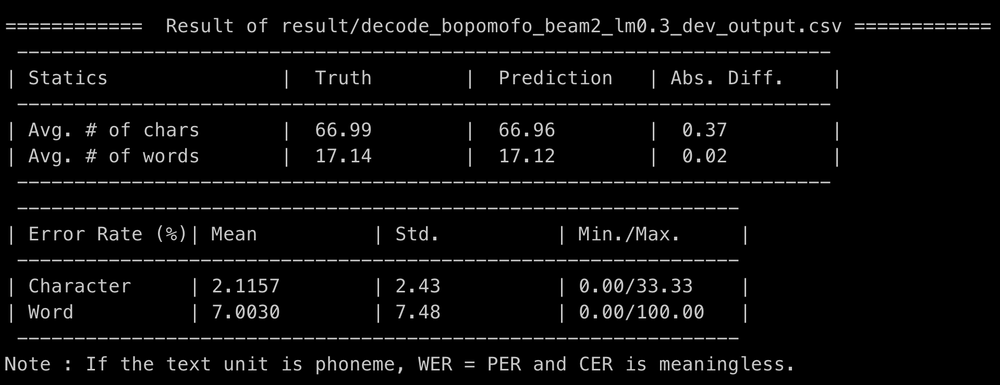 ============  Result of result/decode_bopomofo_beam2_lm0.3_dev_output.csv ============
 -----------------------------------------------------------------------
| Statics               |  Truth        |  Prediction   | Abs. Diff.    |
 -----------------------------------------------------------------------
| Avg. # of chars       |  66.99        |  66.96        |  0.37         |
| Avg. # of words       |  17.14        |  17.12        |  0.02         |
 -----------------------------------------------------------------------
 ---------------------------------------------------------------
| Error Rate (%)| Mean          | Std.          | Min./Max.     |
 ---------------------------------------------------------------
| Character     | 2.1157        | 2.43          | 0.00/33.33    |
| Word          | 7.0030        | 7.48          | 0.00/100.00   |
 ---------------------------------------------------------------
Note : If the text unit is phoneme, WER = PER and CER is meaningless.